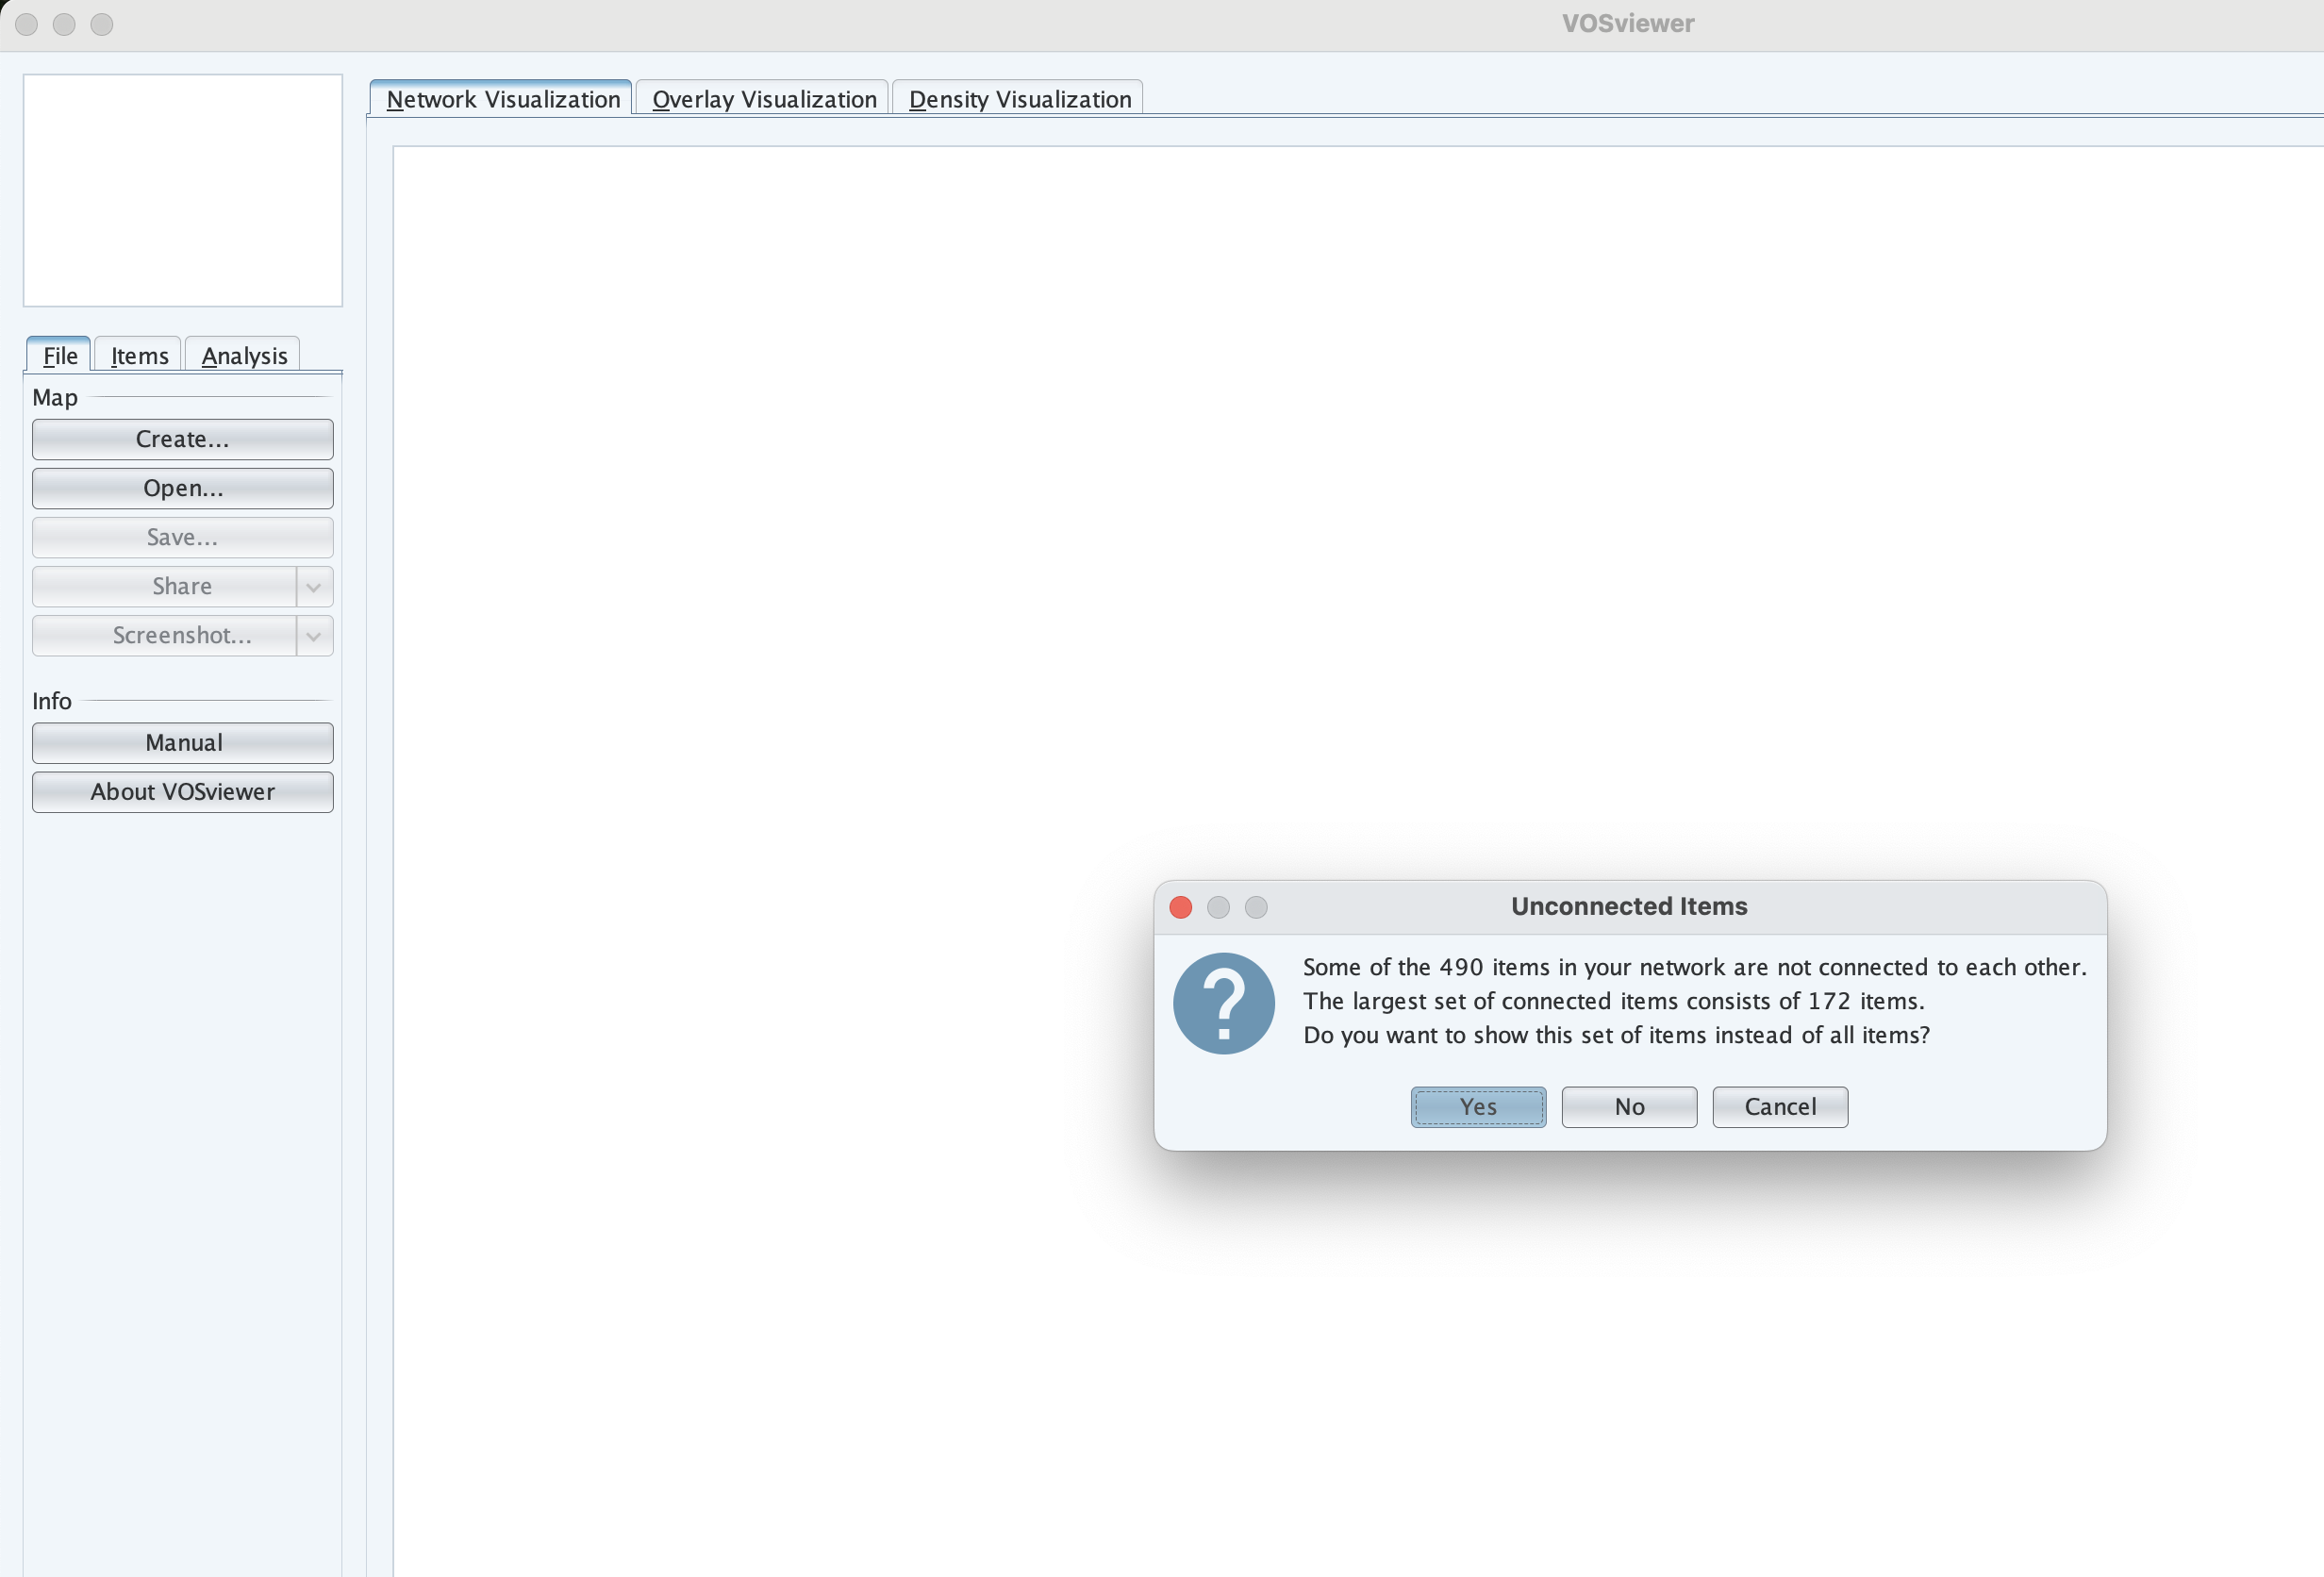 VOSviewer
Network Visualization
Overlay Visualization
Density Visualization
File
Items
Analysis
Map
Create...
Open...
Save...
Share
Screenshot...
Info
Manual
About VOSviewer
Unconnected Items
Some of the 490 items in your network are not connected to each other.
The largest set of connected items consists of 172 items.
Do you want to show this set of items instead of all items?
Yes
No
Cancel